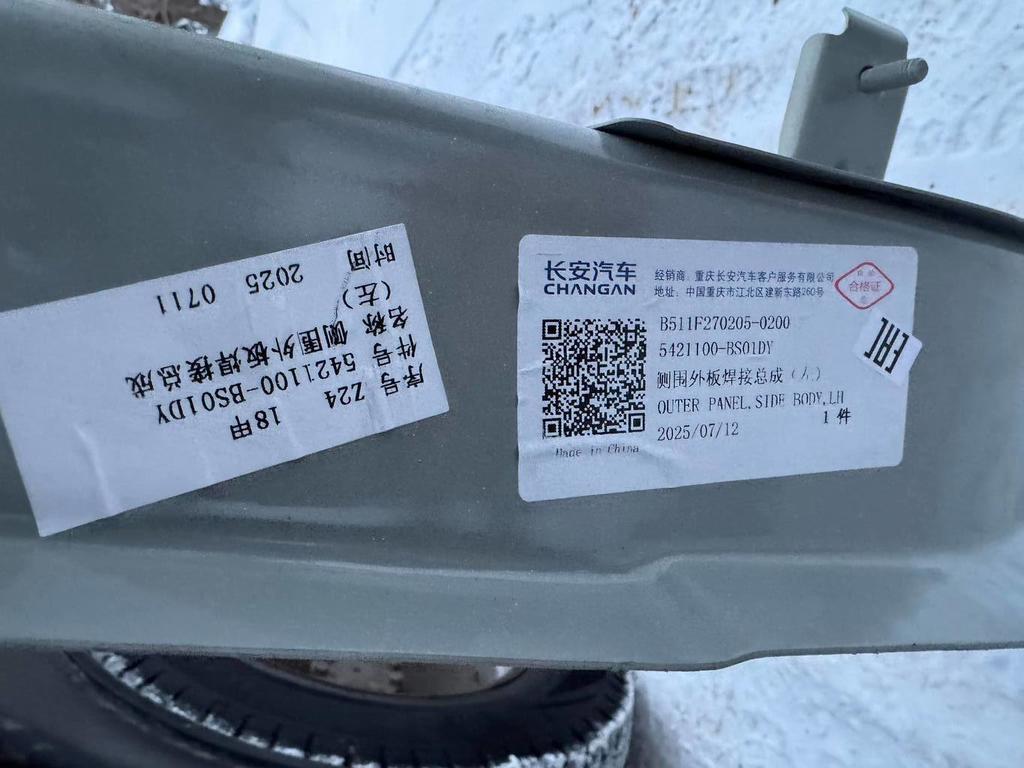 长安汽车
CHANGAN
经销商：重庆长安汽车客户服务有限公司
地址：中国重庆市江北区建新东路260号
合格证
B511F270205-0200
5421100-BS01DY
侧围外板焊接总成
OUTER PANEL,SIDE BODY,LH
1 件
2025/07/12
Made in China
EAC
序号 Z24 18甲
件号 5421100-BS01DY
名称 侧围外板焊接总成
（左）
时间 2025 0711